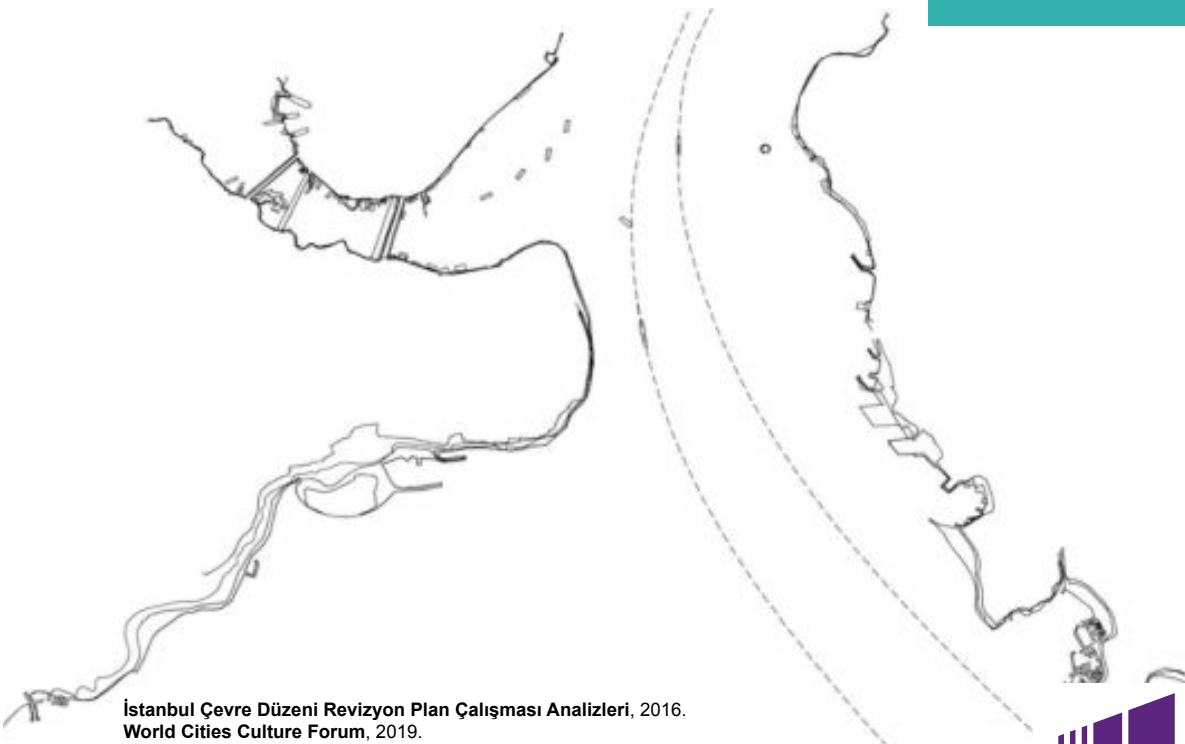 İstanbul Çevre Düzeni Revizyon Plan Çalışması Analizleri, 2016.
World Cities Culture Forum, 2019.